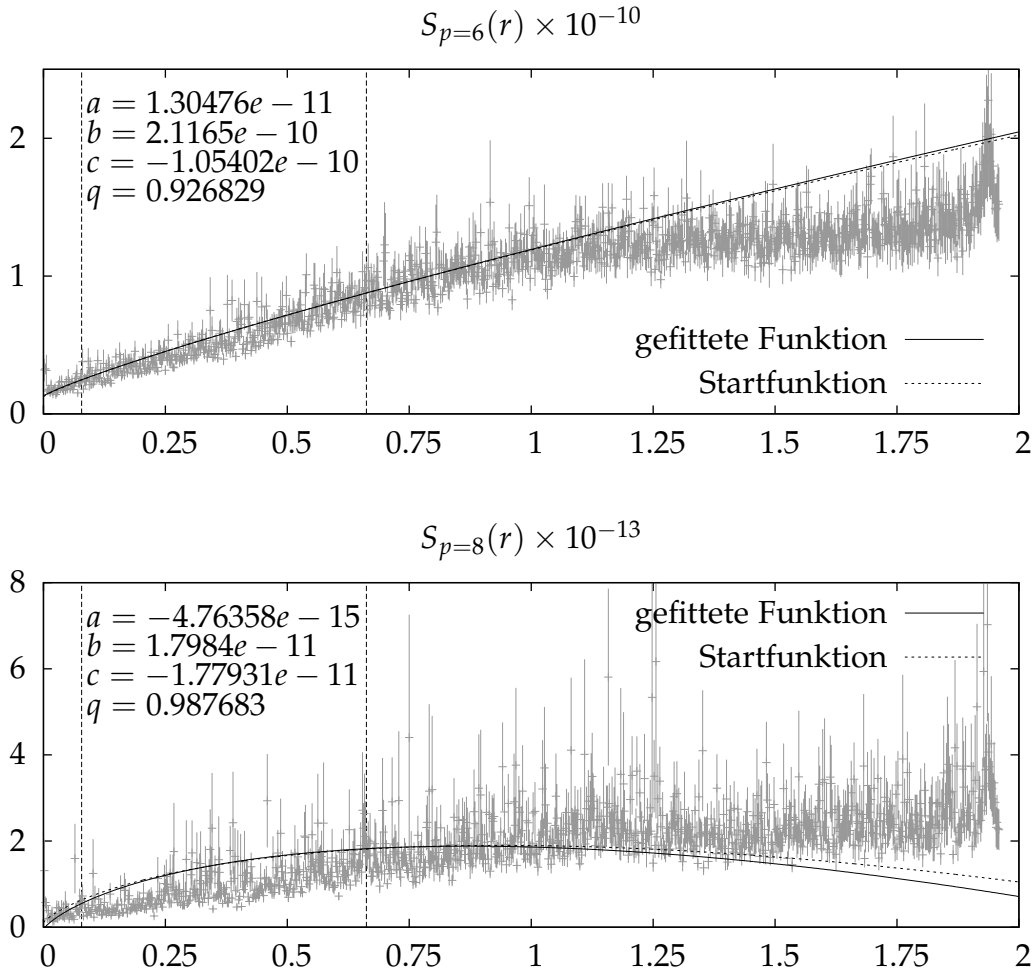 S_{p=6}(r) × 10^{−10}
a = 1.30476e − 11
b = 2.1165e − 10
c = −1.05402e − 10
q = 0.926829
gefittete Funktion
Startfunktion
2
1
0
0 0.25 0.5 0.75 1 1.25 1.5 1.75 2
S_{p=8}(r) × 10^{−13}
a = −4.76358e − 15
b = 1.7984e − 11
c = −1.77931e − 11
q = 0.987683
gefittete Funktion
Startfunktion
8
6
4
2
0
0 0.25 0.5 0.75 1 1.25 1.5 1.75 2